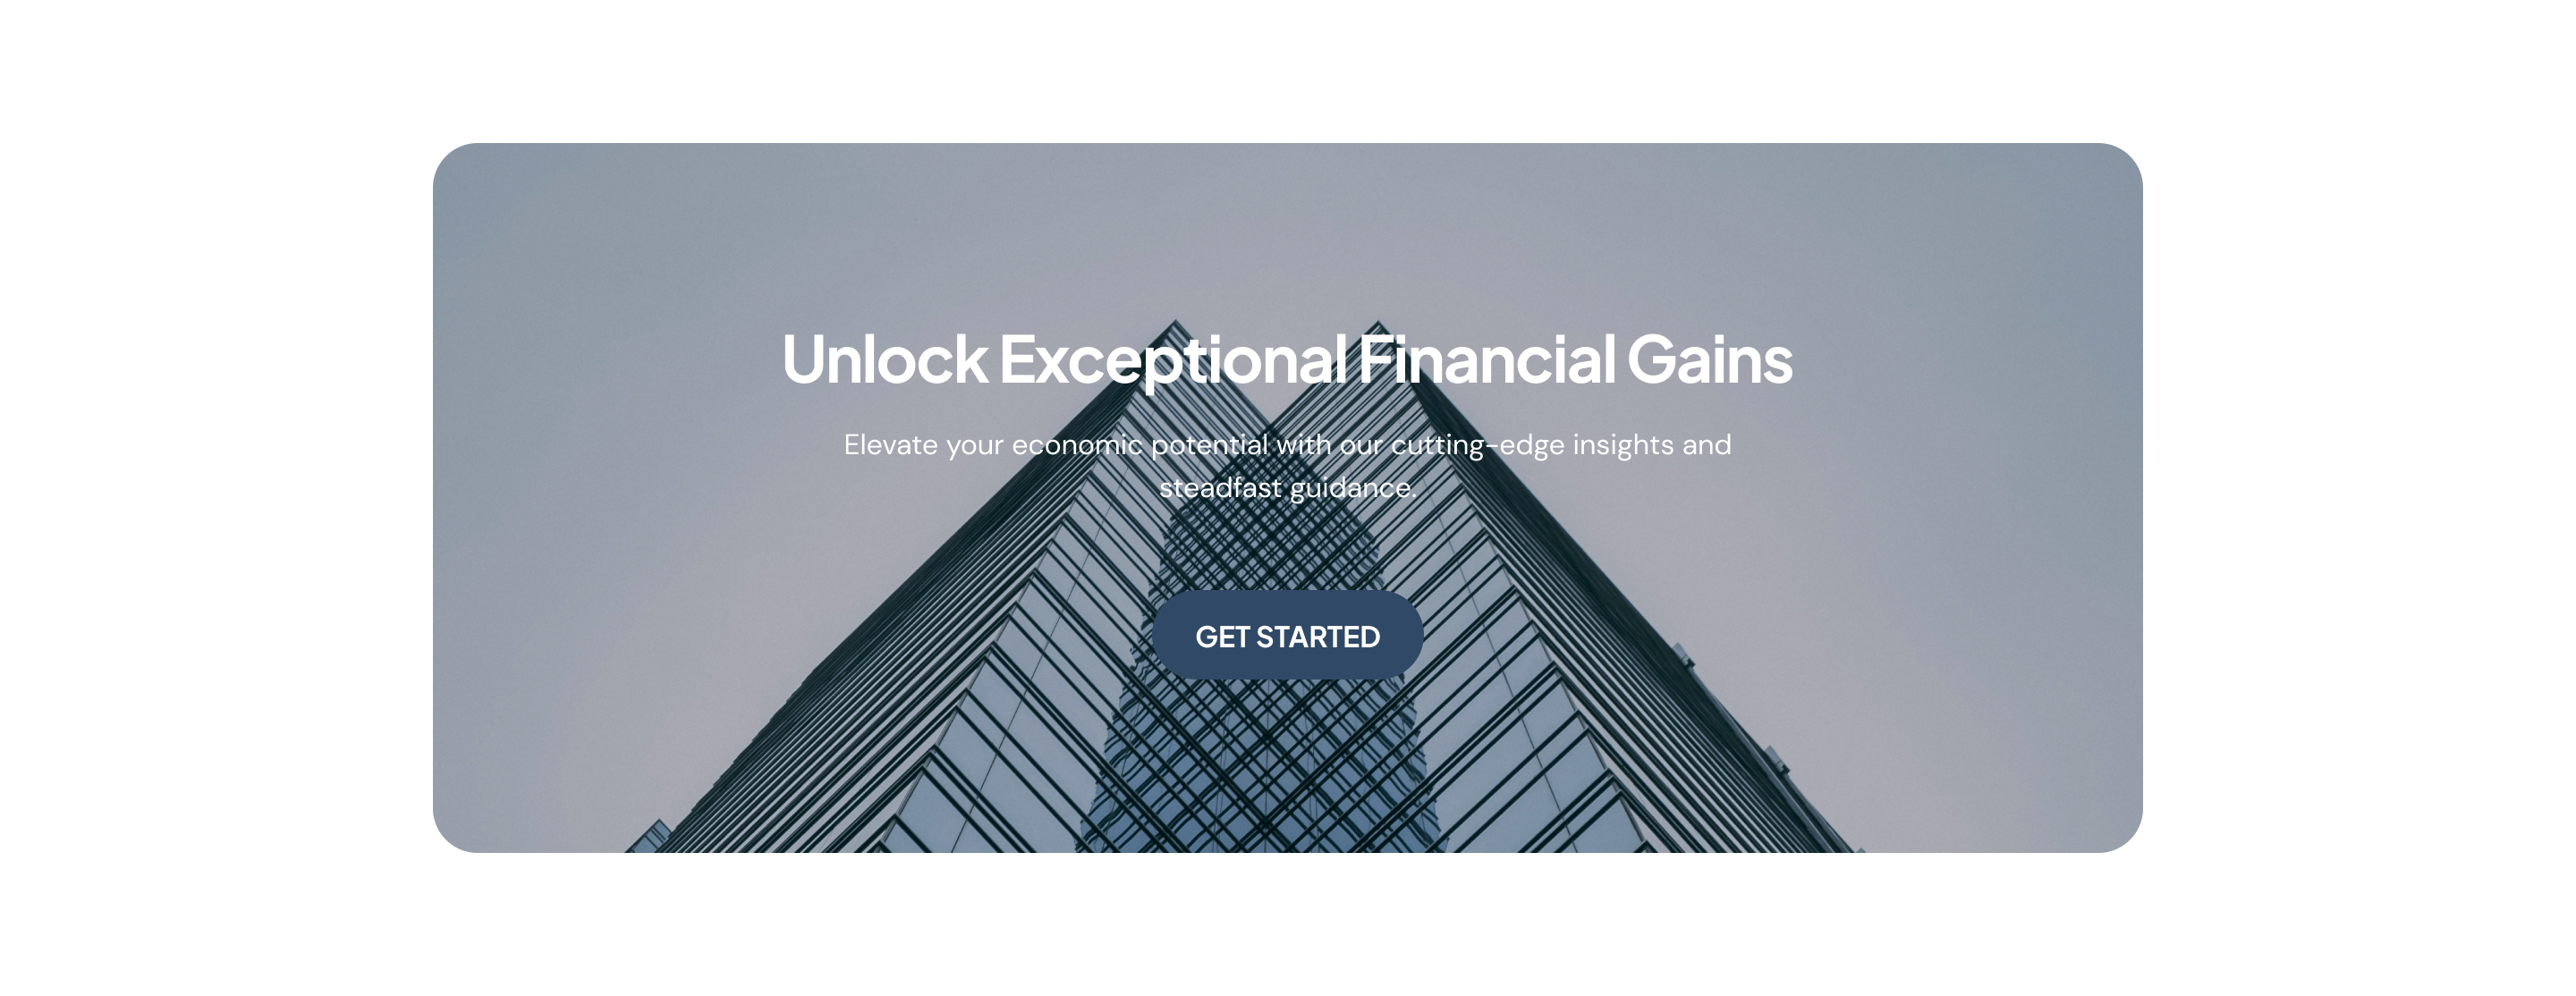 Unlock Exceptional Financial Gains
Elevate your economic potential with our cutting-edge insights and
steadfast guidance.
GET STARTED